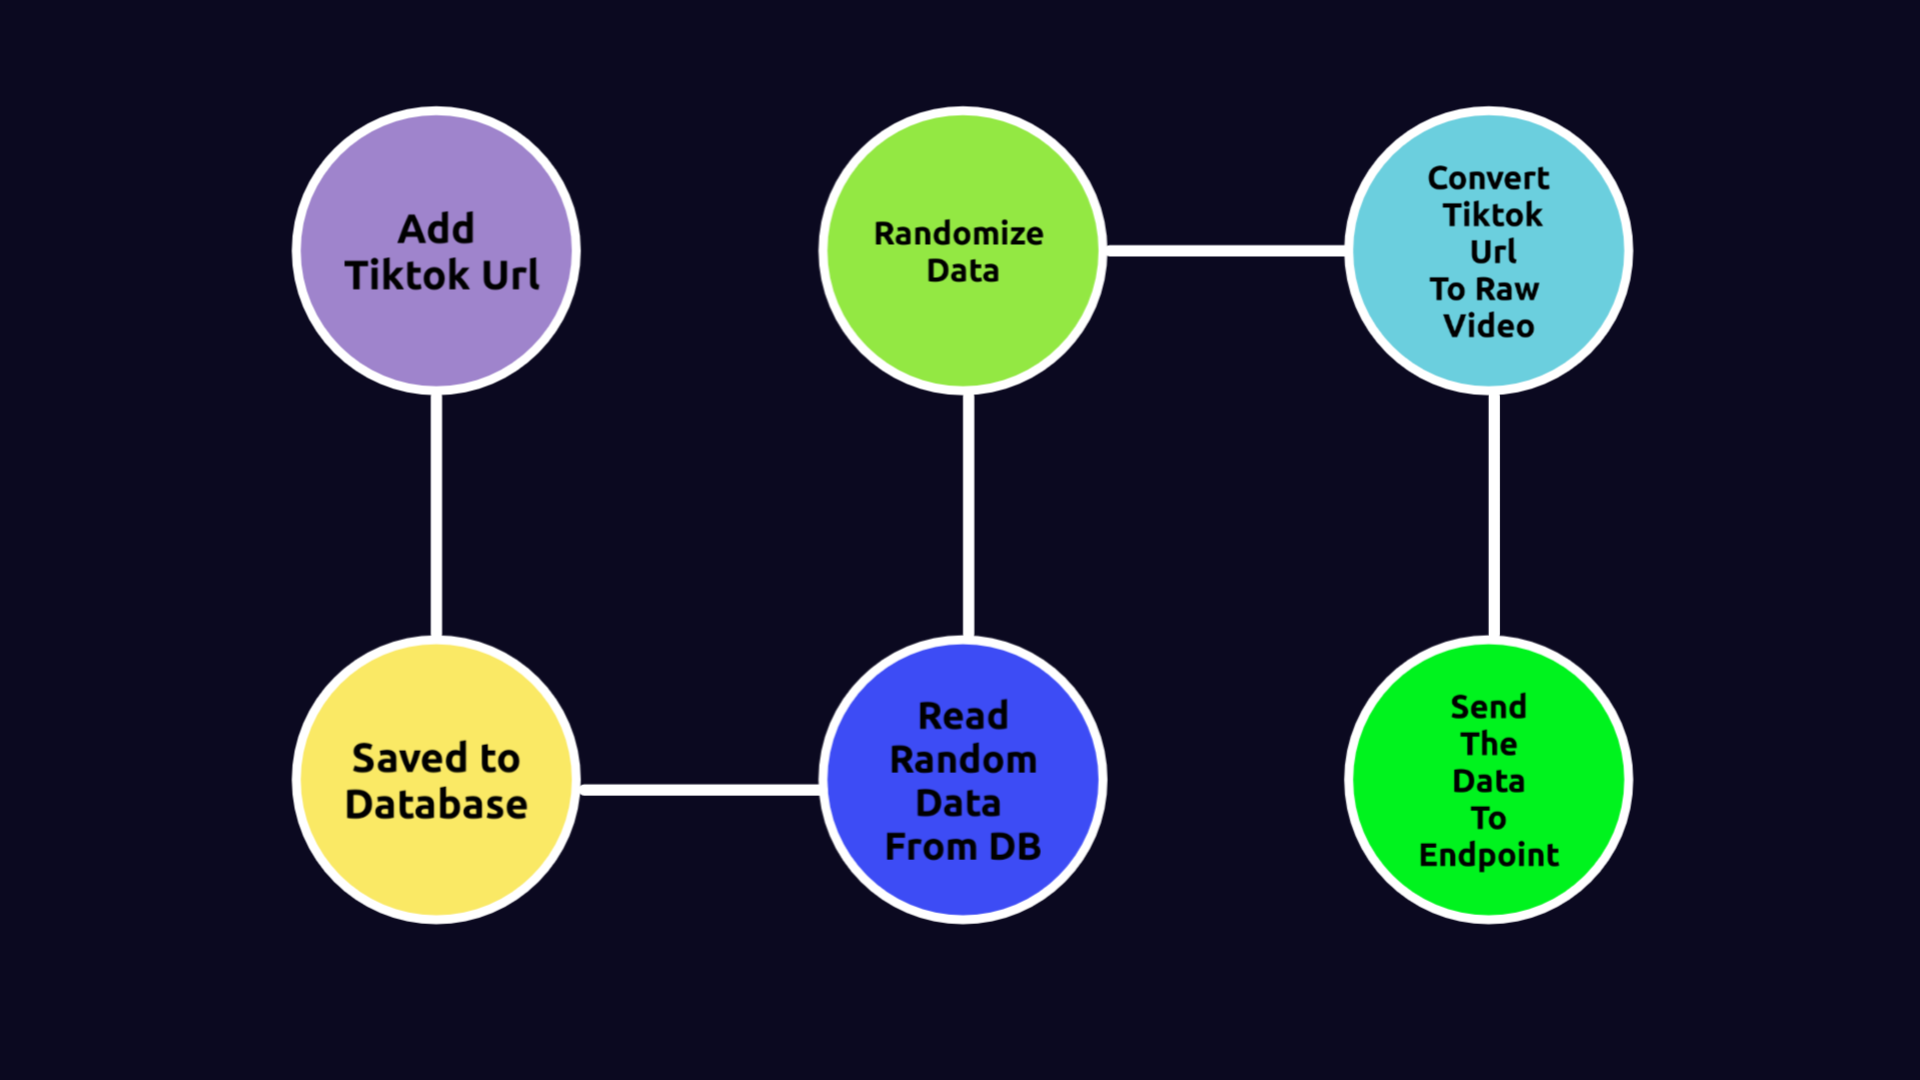 Add
Tiktok Url
Saved to
Database
Read
Random
Data
From DB
Randomize
Data
Convert
Tiktok
Url
To Raw
Video
Send
The
Data
To
Endpoint